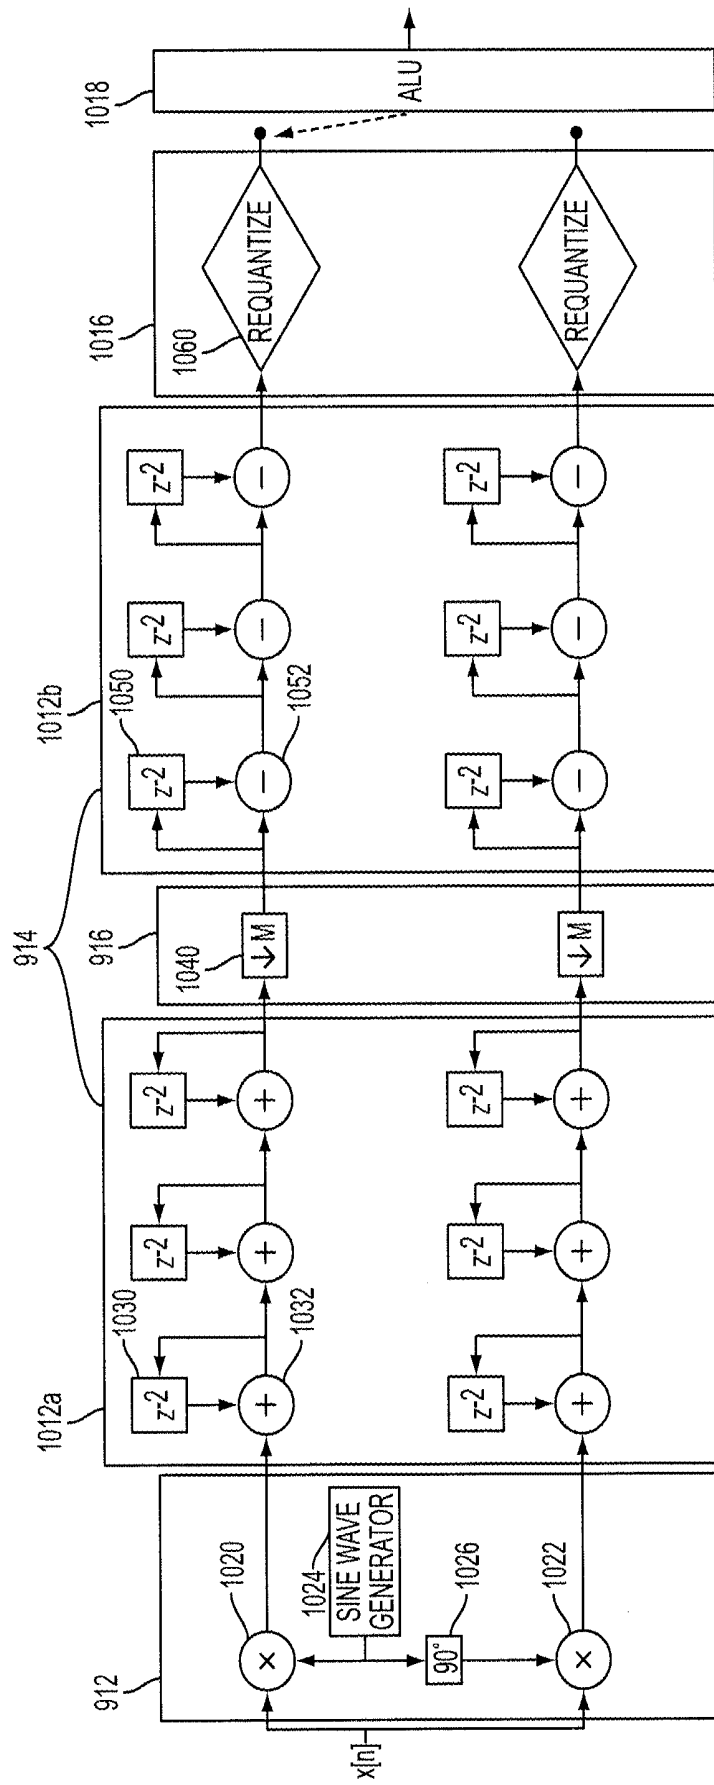 912
914
916
1012a
1012b
1016
1018
x[n]
×
1020
1024
SINE WAVE
GENERATOR
90°
1026
×
1022
z-2
1030
+
1032
z-2
+
z-2
+
z-2
+
z-2
+
z-2
+
1040
↓M
↓M
z-2
1050
−
1052
z-2
−
z-2
−
z-2
−
z-2
−
z-2
−
1060
REQUANTIZE
REQUANTIZE
ALU